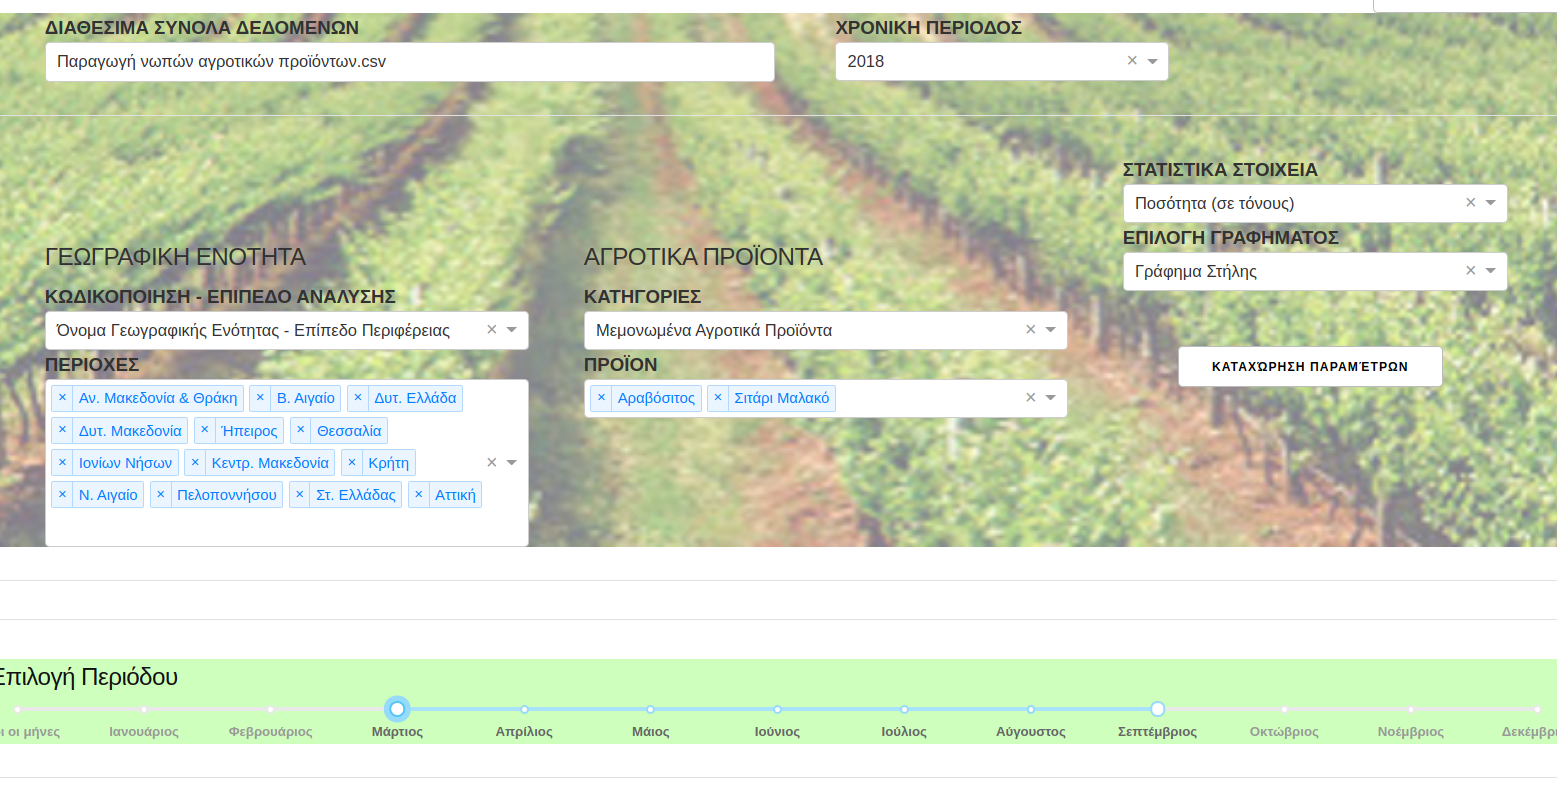 ΔΙΑΘΕΣΙΜΑ ΣΥΝΟΛΑ ΔΕΔΟΜΕΝΩΝ
Παραγωγή νωπών αγροτικών προϊόντων.csv
ΧΡΟΝΙΚΗ ΠΕΡΙΟΔΟΣ
2018
ΓΕΩΓΡΑΦΙΚΗ ΕΝΟΤΗΤΑ
ΚΩΔΙΚΟΠΟΙΗΣΗ - ΕΠΙΠΕΔΟ ΑΝΑΛΥΣΗΣ
Όνομα Γεωγραφικής Ενότητας - Επίπεδο Περιφέρειας
ΠΕΡΙΟΧΕΣ
× Αν. Μακεδονία & Θράκη × Β. Αιγαίο × Δυτ. Ελλάδα
× Δυτ. Μακεδονία × Ήπειρος × Θεσσαλία
× Ιονίων Νήσων × Κεντρ. Μακεδονία × Κρήτη
× Ν. Αιγαίο × Πελοποννήσου × Στ. Ελλάδας × Αττική
ΑΓΡΟΤΙΚΑ ΠΡΟΪΟΝΤΑ
ΚΑΤΗΓΟΡΙΕΣ
Μεμονωμένα Αγροτικά Προϊόντα
ΠΡΟΪΟΝ
× Αραβόσιτος × Σιτάρι Μαλακό
ΣΤΑΤΙΣΤΙΚΑ ΣΤΟΙΧΕΙΑ
Ποσότητα (σε τόνους)
ΕΠΙΛΟΓΗ ΓΡΑΦΗΜΑΤΟΣ
Γράφημα Στήλης
ΚΑΤΑΧΏΡΗΣΗ ΠΑΡΑΜΈΤΡΩΝ
Επιλογή Περιόδου
οι μήνες Ιανουάριος Φεβρουάριος Μάρτιος Απρίλιος Μάιος Ιούνιος Ιούλιος Αύγουστος Σεπτέμβριος Οκτώβριος Νοέμβριος Δεκέμβρι